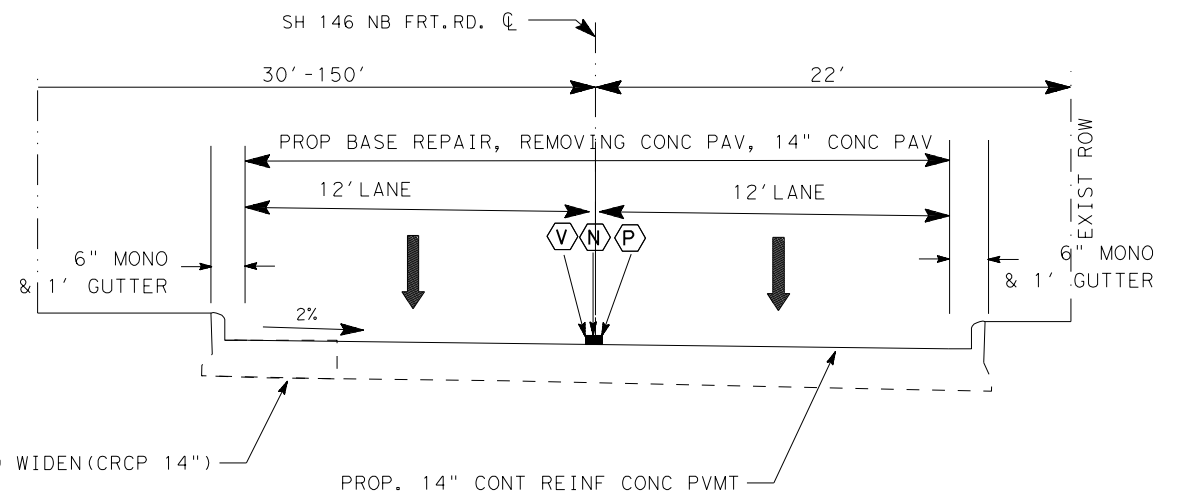 SH 146 NB FRT.RD. ℄
30'-150'
22'
PROP BASE REPAIR, REMOVING CONC PAV, 14" CONC PAV
12'LANE
12'LANE
EXIST ROW
V N P
6" MONO
& 1' GUTTER
6" MONO
& 1' GUTTER
2%
WIDEN(CRCP 14")
PROP. 14" CONT REINF CONC PVMT